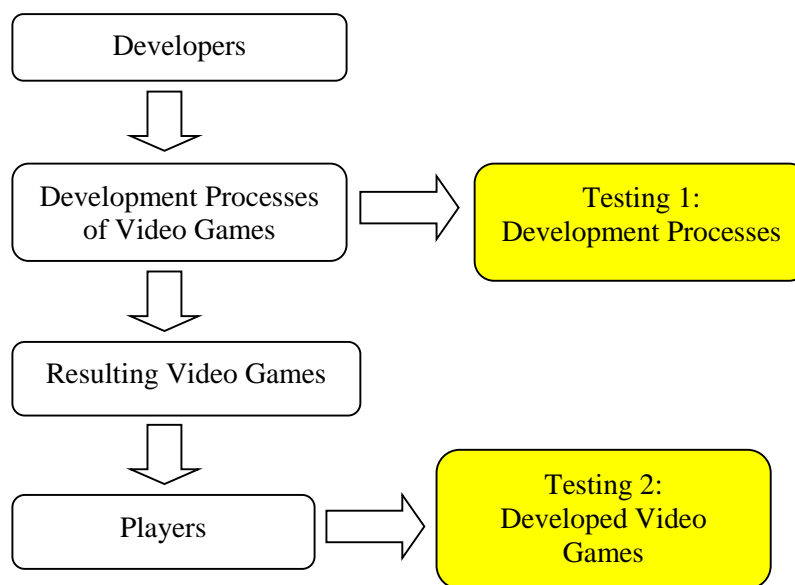 Developers
Development Processes
of Video Games
Testing 1:
Development Processes
Resulting Video Games
Players
Testing 2:
Developed Video
Games